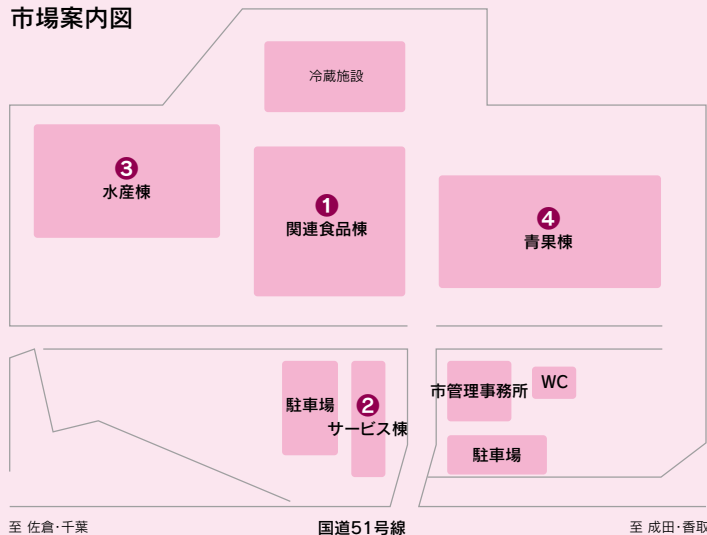 市場案内図
冷蔵施設
❸
水産棟
❶
関連食品棟
❹
青果棟
駐車場
❷
サービス棟
市管理事務所
WC
駐車場
至 佐倉・千葉
国道51号線
至 成田・香取